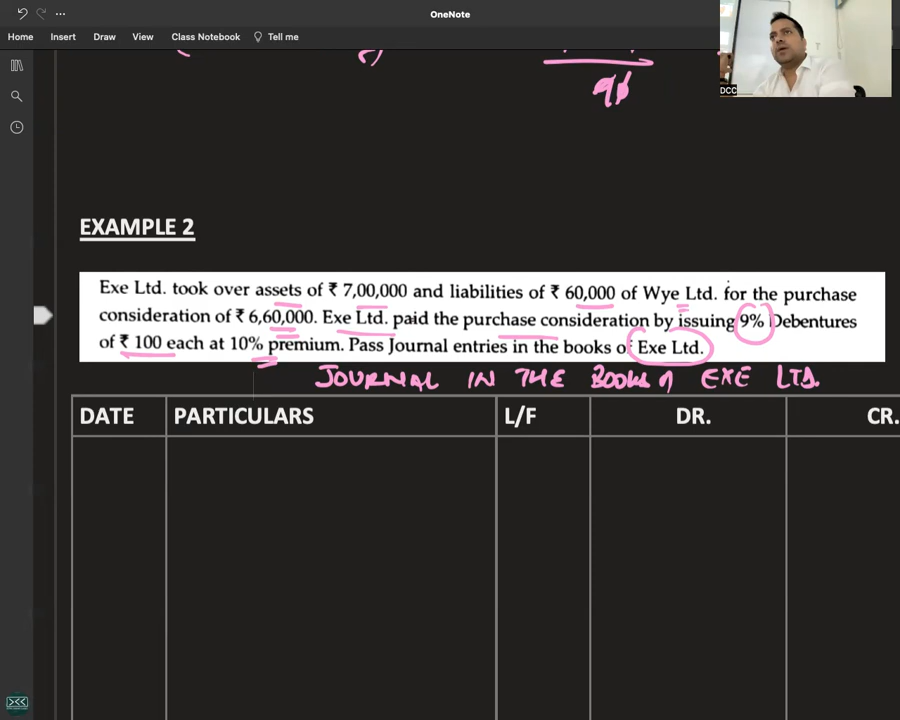 OneNote
Home Insert Draw View Class Notebook Tell me
DCC
EXAMPLE 2
Exe Ltd. took over assets of ₹ 7,00,000 and liabilities of ₹ 60,000 of Wye Ltd. for the purchase
consideration of ₹ 6,60,000. Exe Ltd. paid the purchase consideration by issuing 9% Debentures
of ₹ 100 each at 10% premium. Pass Journal entries in the books of Exe Ltd.
JOURNAL IN THE BOOKS OF EXE LTD.
DATE PARTICULARS L/F DR. CR.